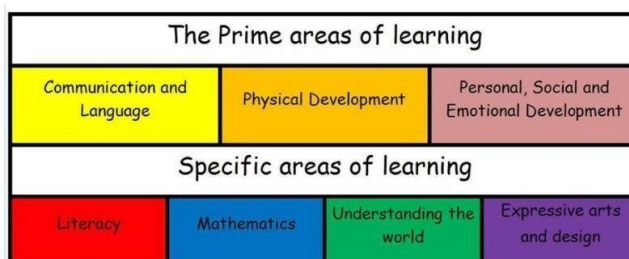 The Prime areas of learning
Communication and
Language
Physical Development
Personal, Social and
Emotional Development
Specific areas of learning
Literacy
Mathematics
Understanding the
world
Expressive arts
and design